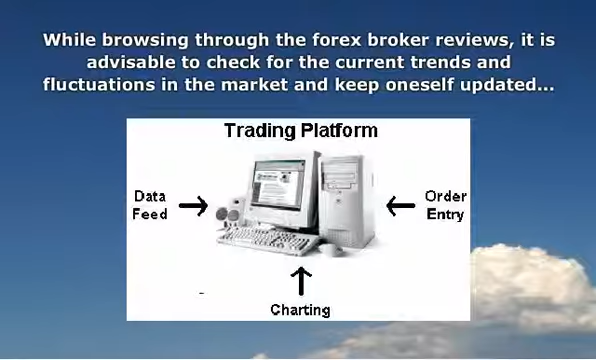 While browsing through the forex broker reviews, it is
advisable to check for the current trends and
fluctuations in the market and keep oneself updated...
Trading Platform
Data
Feed
Order
Entry
Charting